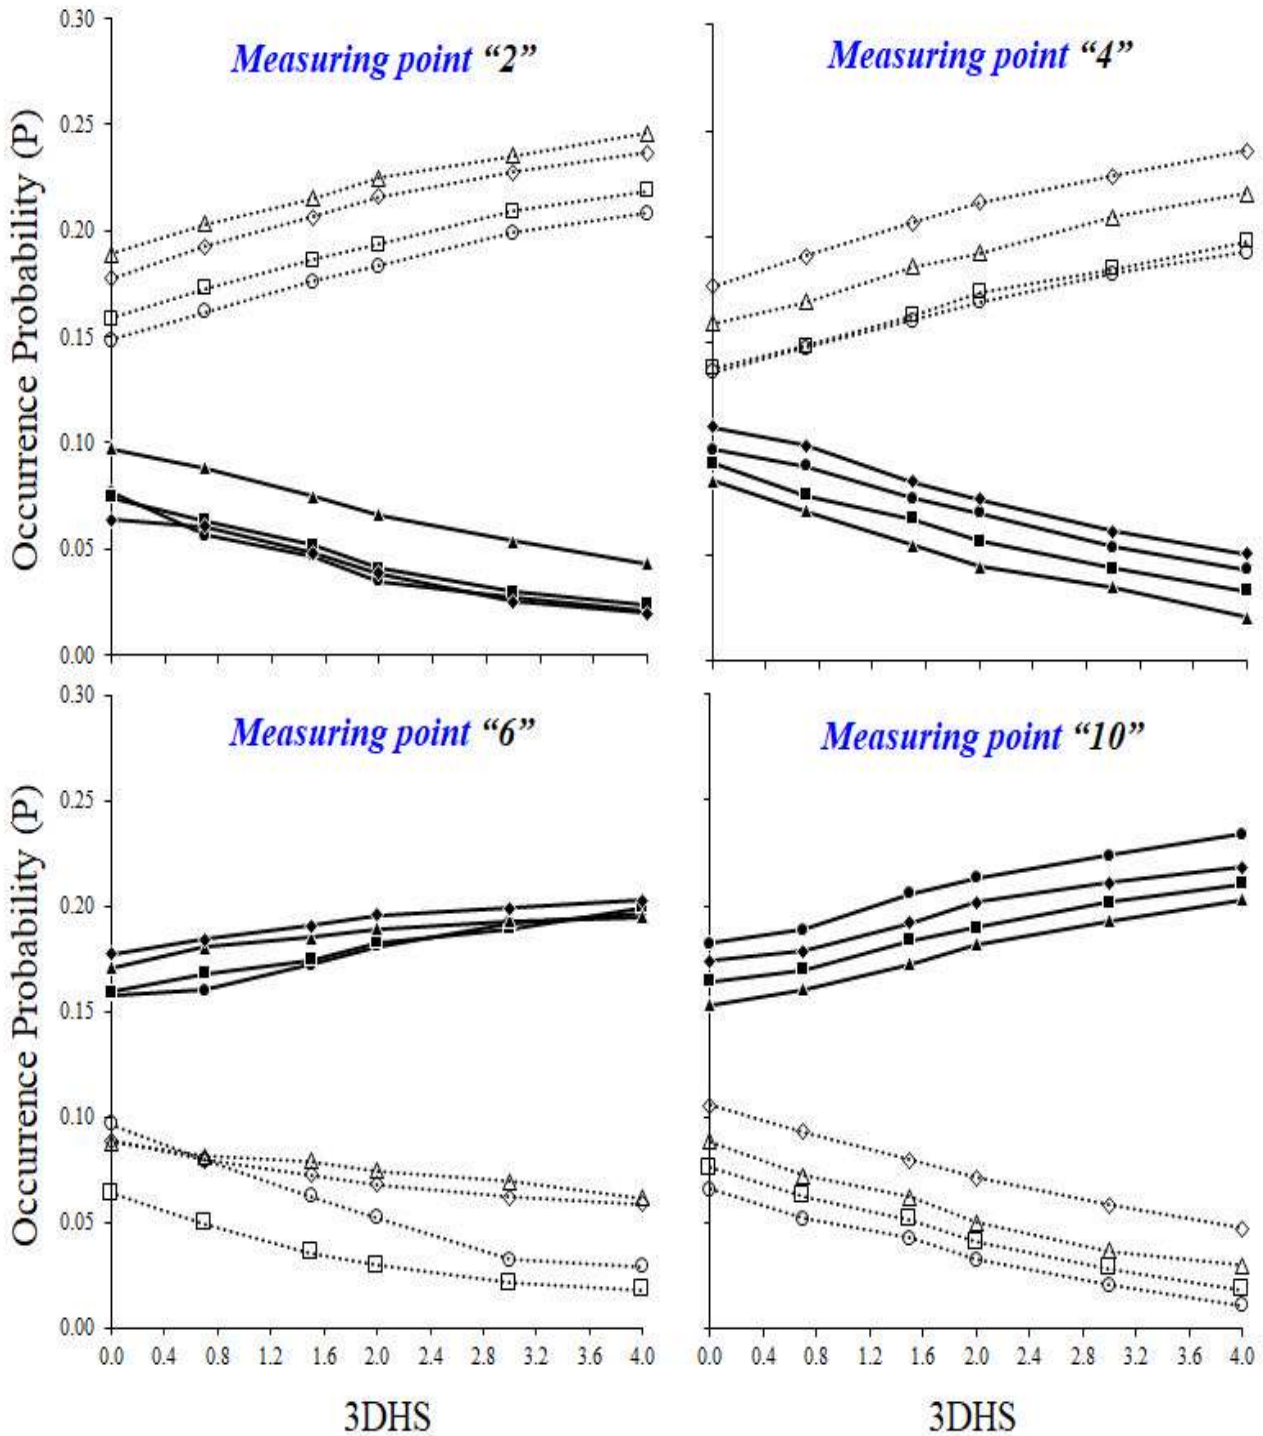 Measuring point “2”
Measuring point “4”
Occurrence Probability (P)
0.30
0.25
0.20
0.15
0.10
0.05
0.00
Measuring point “6”
Measuring point “10”
Occurrence Probability (P)
0.30
0.25
0.20
0.15
0.10
0.05
0.00
0.0 0.4 0.8 1.2 1.6 2.0 2.4 2.8 3.2 3.6 4.0
0.0 0.4 0.8 1.2 1.6 2.0 2.4 2.8 3.2 3.6 4.0
3DHS
3DHS